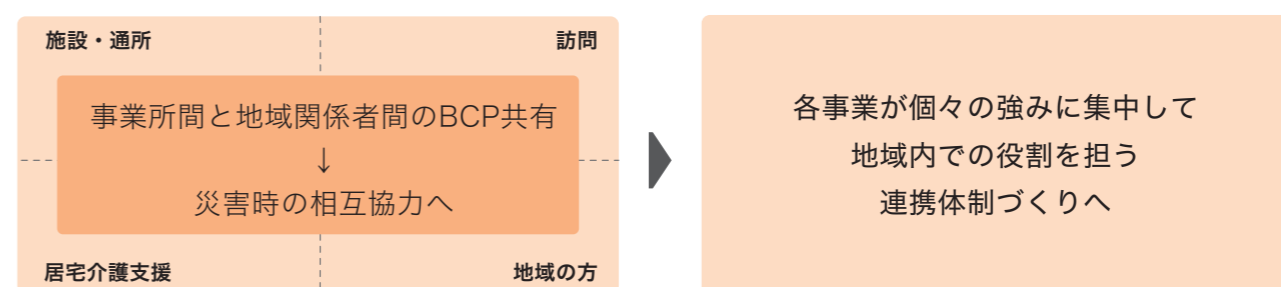 施設・通所
訪問
事業所間と地域関係者間のBCP共有
↓
災害時の相互協力へ
居宅介護支援
地域の方
各事業が個々の強みに集中して
地域内での役割を担う
連携体制づくりへ